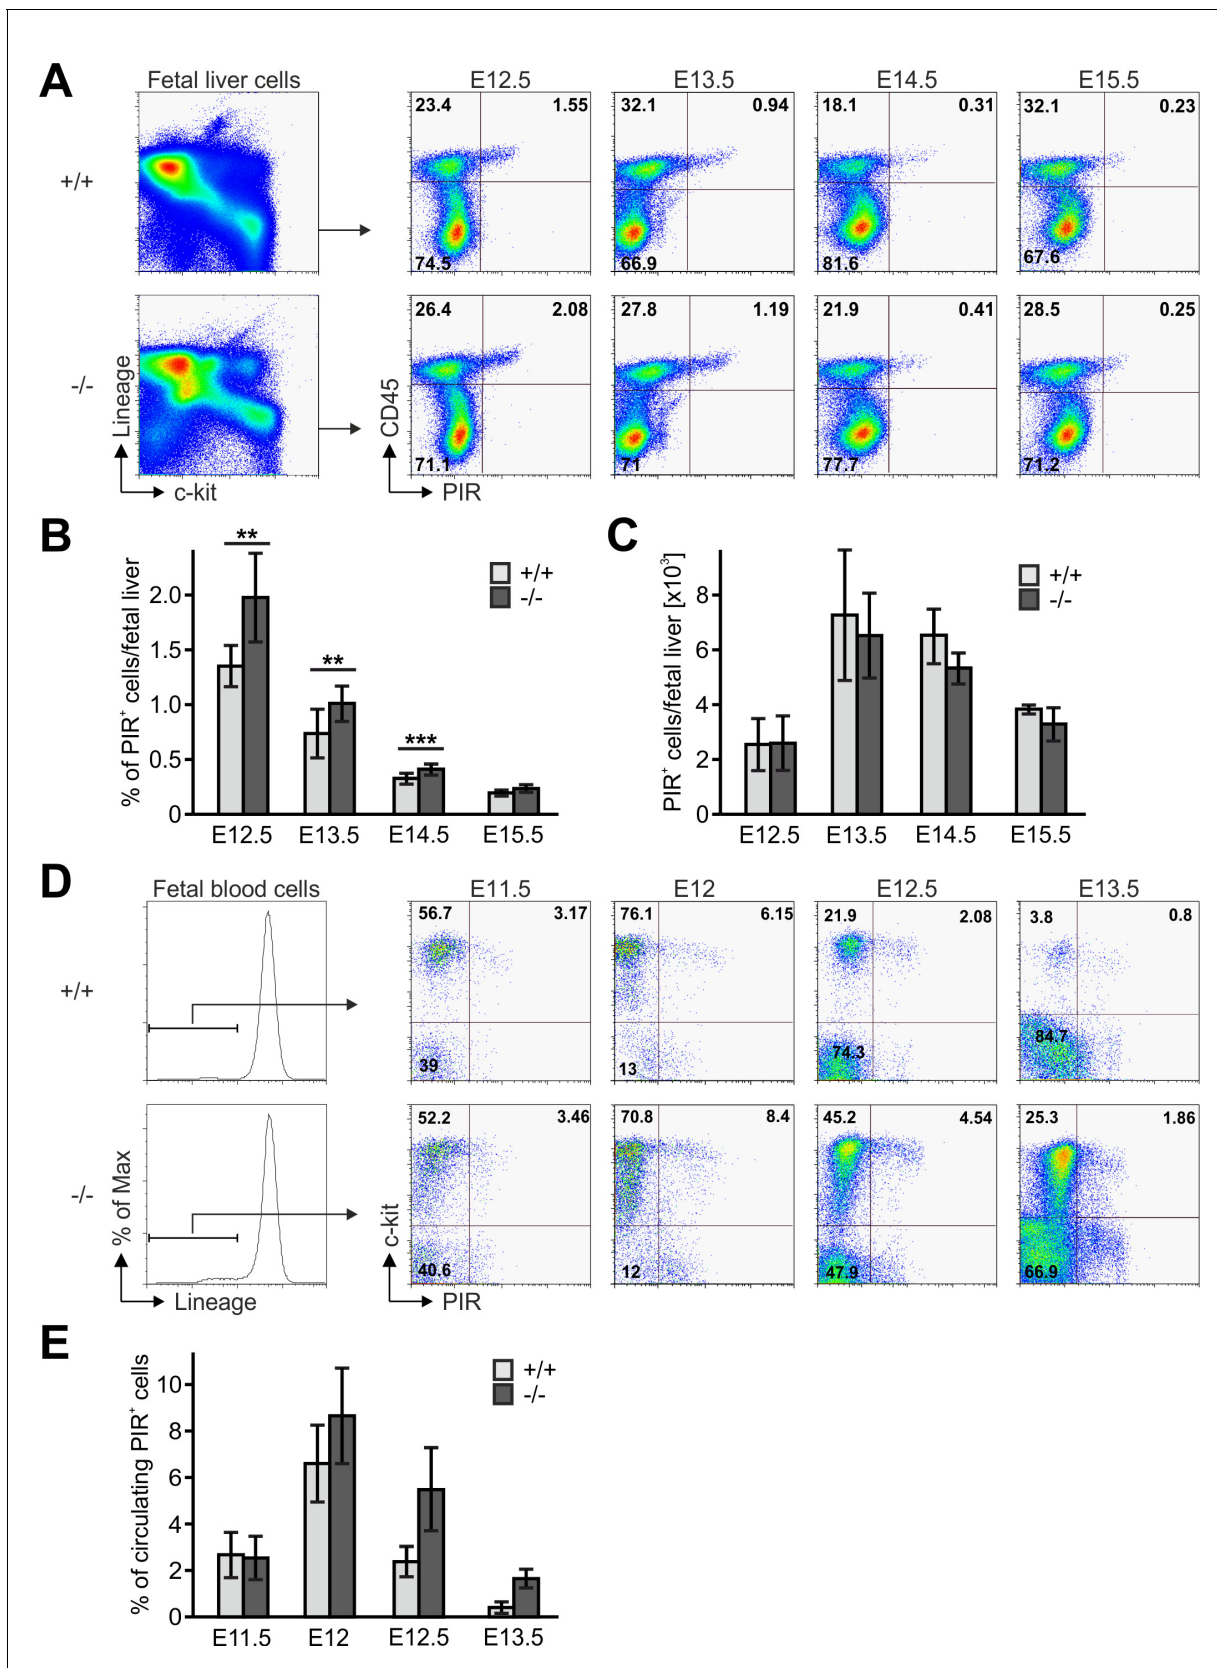 A
Fetal liver cells
E12.5
E13.5
E14.5
E15.5
+/+
23.4 1.55
74.5
32.1 0.94
66.9
18.1 0.31
81.6
32.1 0.23
67.6
-/-
26.4 2.08
71.1
27.8 1.19
71
21.9 0.41
77.7
28.5 0.25
71.2
Lineage
c-kit
CD45
PIR
B
% of PIR+ cells/fetal liver
2.0
1.5
1.0
0.5
0
**
**
***
+/+
-/-
E12.5 E13.5 E14.5 E15.5
C
PIR+ cells/fetal liver [x10³]
8
6
4
2
0
+/+
-/-
E12.5 E13.5 E14.5 E15.5
D
Fetal blood cells
E11.5
E12
E12.5
E13.5
+/+
56.7 3.17
39
76.1 6.15
13
21.9 2.08
74.3
3.8 0.8
84.7
-/-
52.2 3.46
40.6
70.8 8.4
12
45.2 4.54
47.9
25.3 1.86
66.9
% of Max
Lineage
c-kit
PIR
E
% of circulating PIR+ cells
10
8
6
4
2
0
+/+
-/-
E11.5 E12 E12.5 E13.5